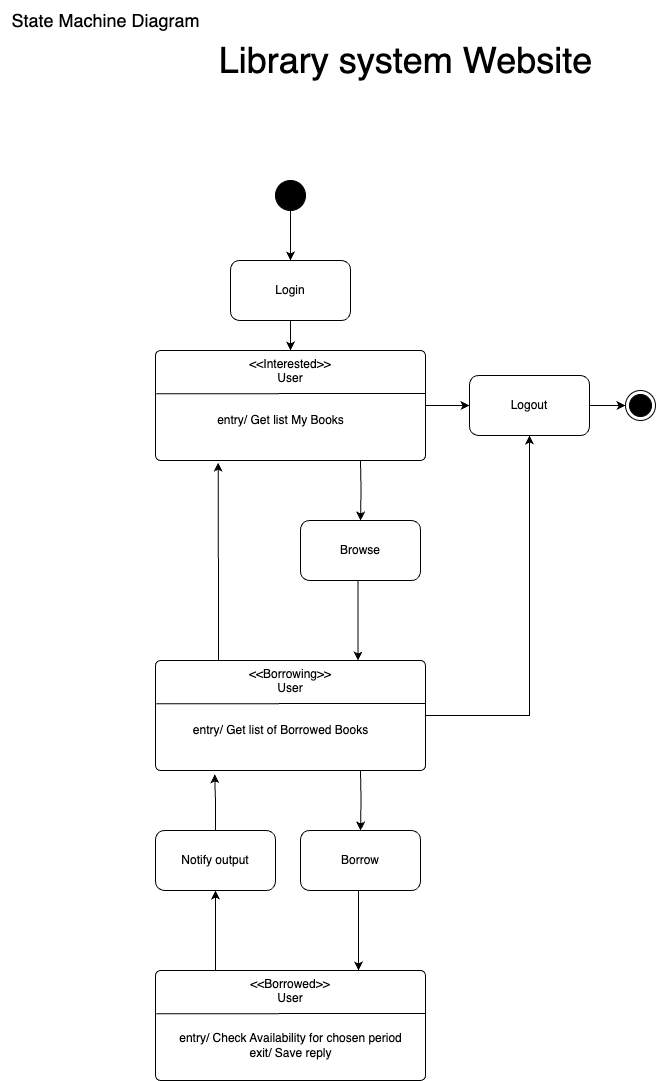 State Machine Diagram
Library system Website
Login
<<Interested>>
User
entry/ Get list My Books
Logout
Browse
<<Borrowing>>
User
entry/ Get list of Borrowed Books
Notify output
Borrow
<<Borrowed>>
User
entry/ Check Availability for chosen period
exit/ Save reply